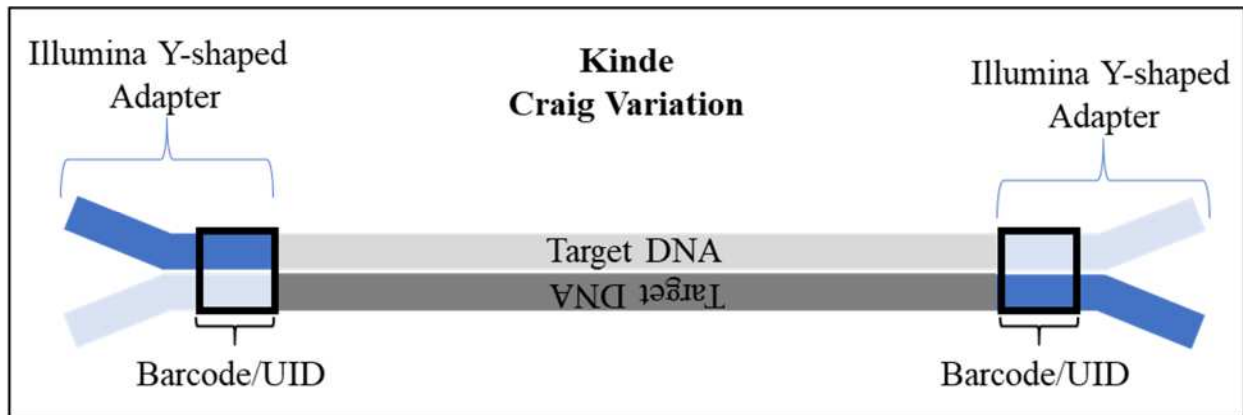 Illumina Y-shaped
Adapter
Kinde
Craig Variation
Illumina Y-shaped
Adapter
Target DNA
Target DNA
Barcode/UID
Barcode/UID